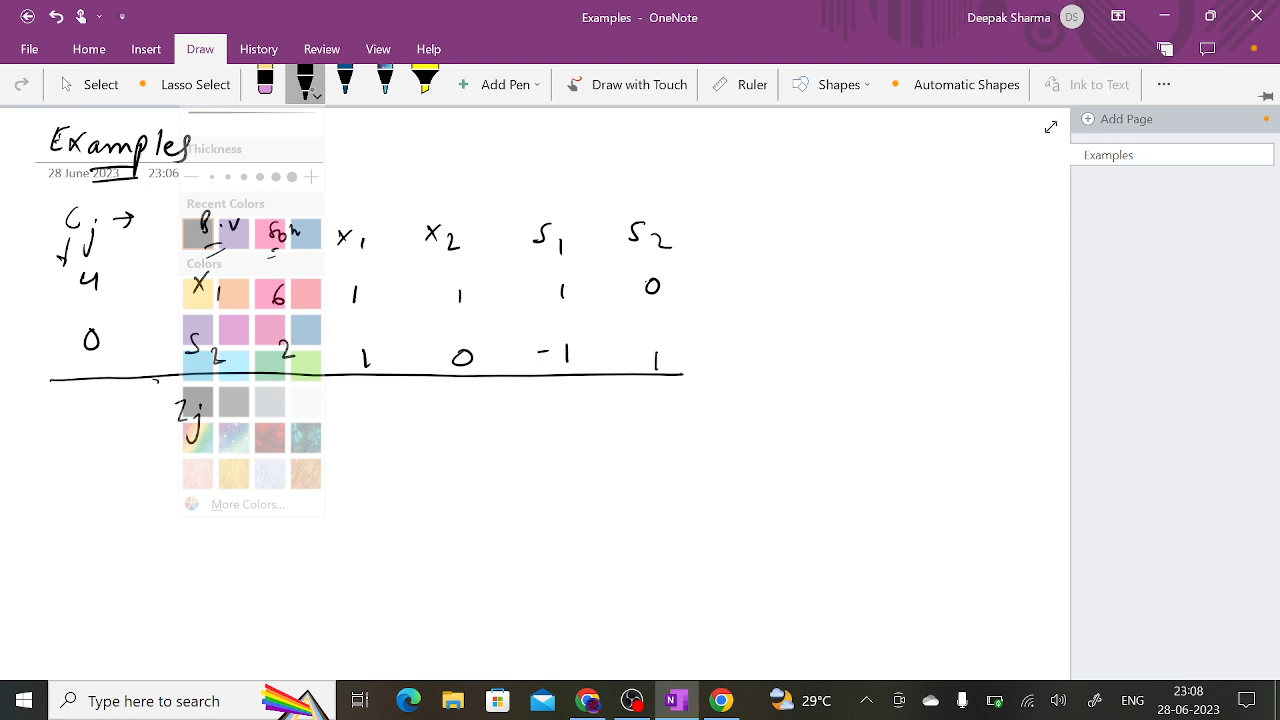 Examples - OneNote
Deepak Sharma DS
File Home Insert Draw History Review View Help
Select Lasso Select Add Pen Draw with Touch Ruler Shapes Automatic Shapes Ink to Text
Add Page
Examples
Examples
28 June 2023 23:06
Thickness
Recent Colors
Colors
More Colors...
Cj → B.V Soln x1 x2 S1 S2
4 x1 6 1 1 1 0
0 S2 2 1 0 -1 1
Zj
Type here to search
29°C
ENG
23:08
28-06-2023